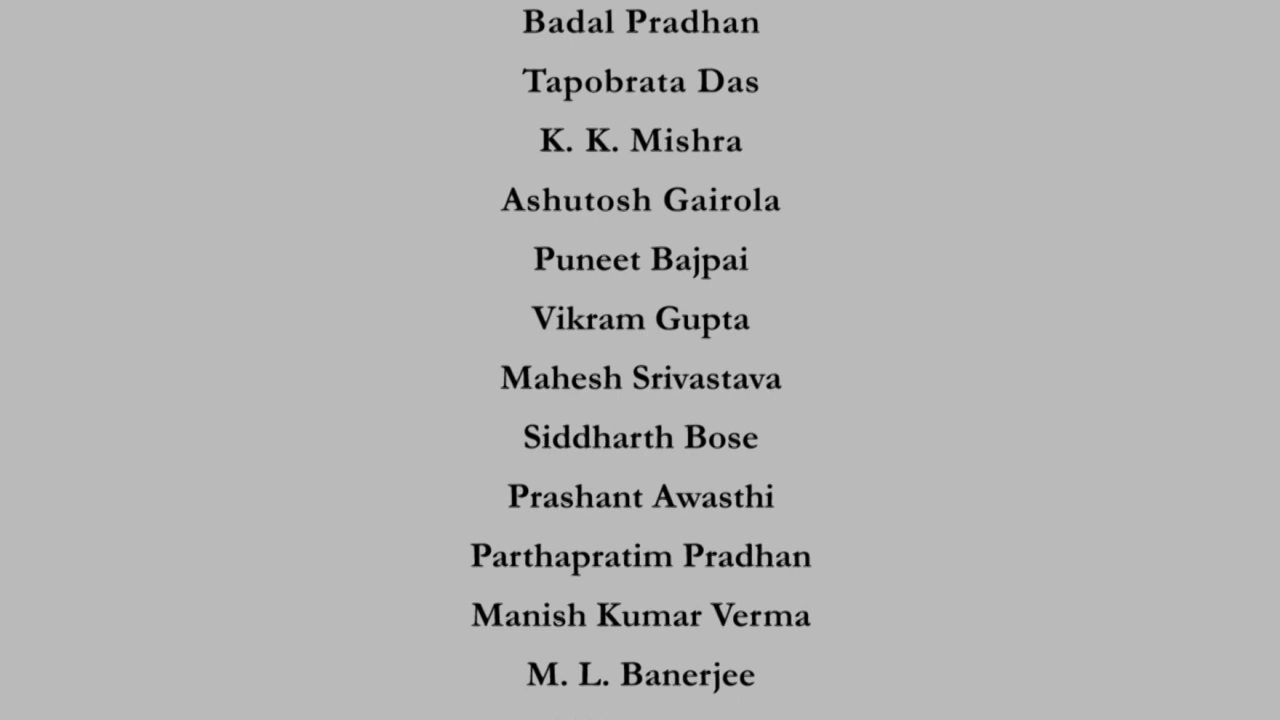 Badal Pradhan
Tapobrata Das
K. K. Mishra
Ashutosh Gairola
Puneet Bajpai
Vikram Gupta
Mahesh Srivastava
Siddharth Bose
Prashant Awasthi
Parthapratim Pradhan
Manish Kumar Verma
M. L. Banerjee